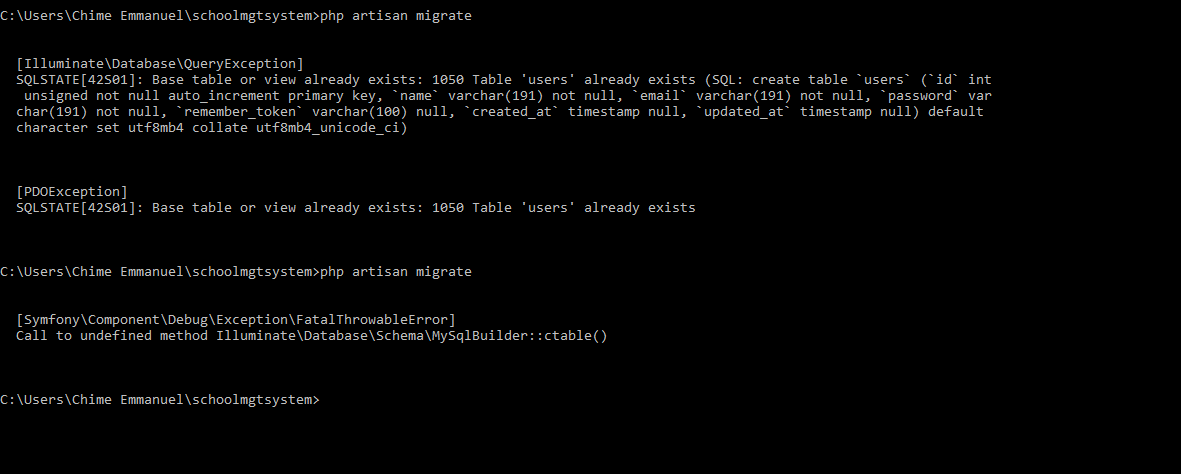 C:\Users\Chime Emmanuel\schoolmgtsystem>php artisan migrate
[Illuminate\Database\QueryException]
SQLSTATE[42S01]: Base table or view already exists: 1050 Table 'users' already exists (SQL: create table `users` (`id` int
unsigned not null auto_increment primary key, `name` varchar(191) not null, `email` varchar(191) not null, `password` var
char(191) not null, `remember_token` varchar(100) null, `created_at` timestamp null, `updated_at` timestamp null) default
character set utf8mb4 collate utf8mb4_unicode_ci)
[PDOException]
SQLSTATE[42S01]: Base table or view already exists: 1050 Table 'users' already exists
C:\Users\Chime Emmanuel\schoolmgtsystem>php artisan migrate
[Symfony\Component\Debug\Exception\FatalThrowableError]
Call to undefined method Illuminate\Database\Schema\MySqlBuilder::ctable()
C:\Users\Chime Emmanuel\schoolmgtsystem>